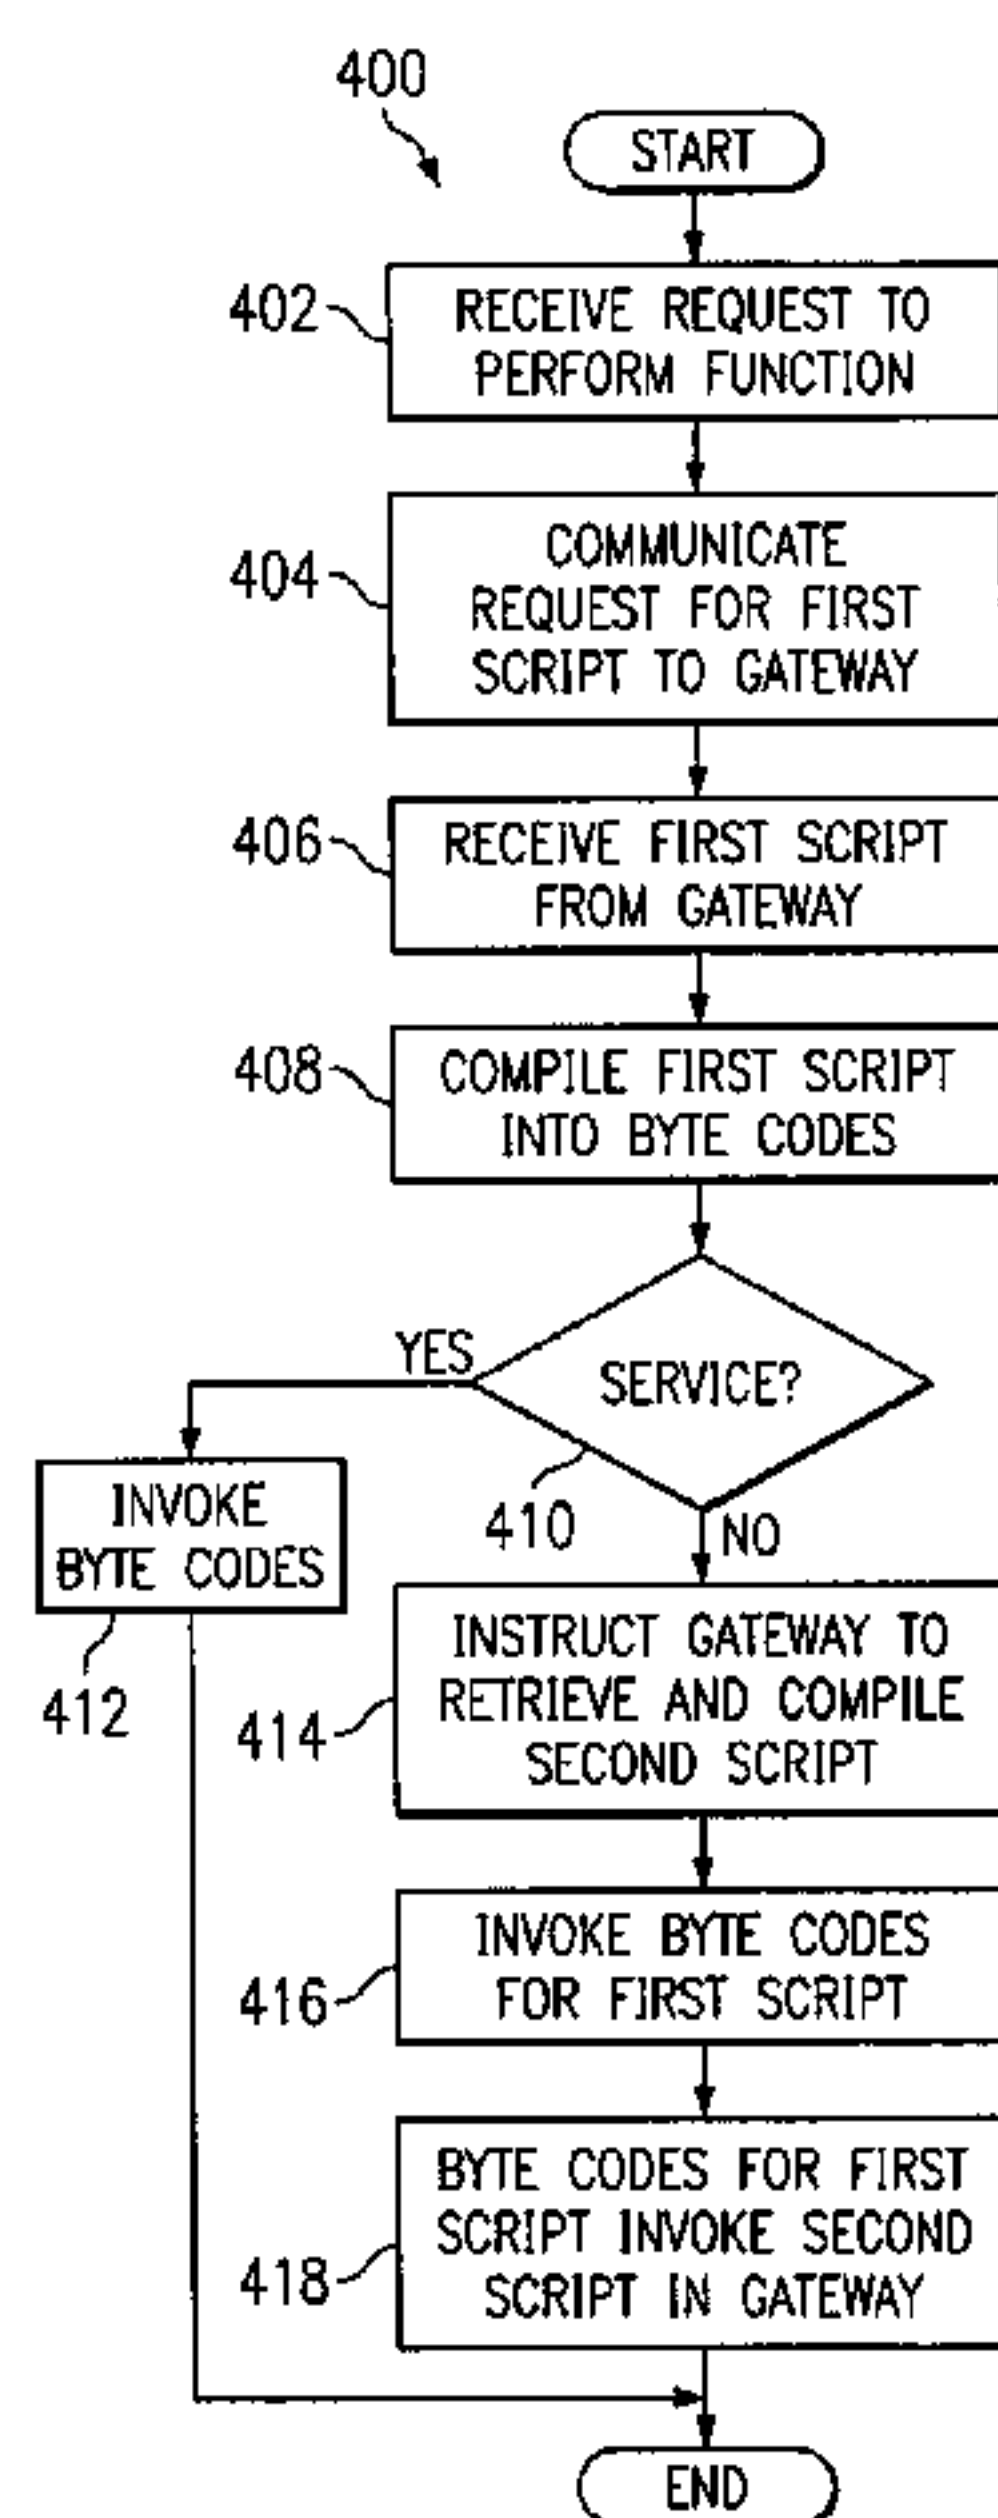 400
START
402
RECEIVE REQUEST TO
PERFORM FUNCTION
404
COMMUNICATE
REQUEST FOR FIRST
SCRIPT TO GATEWAY
406
RECEIVE FIRST SCRIPT
FROM GATEWAY
408
COMPILE FIRST SCRIPT
INTO BYTE CODES
YES
SERVICE?
410
NO
INVOKE
BYTE CODES
412
414
INSTRUCT GATEWAY TO
RETRIEVE AND COMPILE
SECOND SCRIPT
416
INVOKE BYTE CODES
FOR FIRST SCRIPT
418
BYTE CODES FOR FIRST
SCRIPT INVOKE SECOND
SCRIPT IN GATEWAY
END